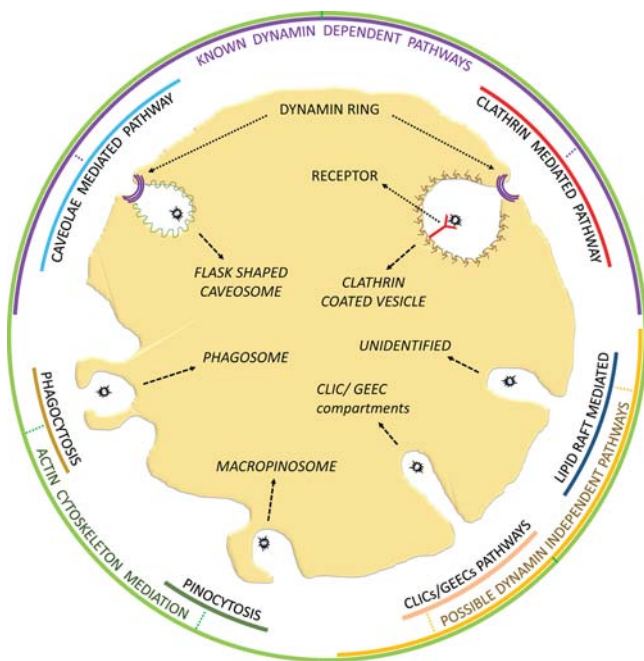 KNOWN DYNAMIN DEPENDENT PATHWAYS
CAVEOLAE MEDIATED PATHWAY
CLATHRIN MEDIATED PATHWAY
DYNAMIN RING
RECEPTOR
FLASK SHAPED
CAVEOSOME
CLATHRIN
COATED VESICLE
PHAGOSOME
UNIDENTIFIED
CLIC/ GEEC
compartments
MACROPINOSOME
PHAGOCYTOSIS
LIPID RAFT MEDIATED
ACTIN CYTOSKELETON MEDIATION
PINOCYTOSIS
CLICs/GEECs PATHWAYS
POSSIBLE DYNAMIN INDEPENDENT PATHWAYS